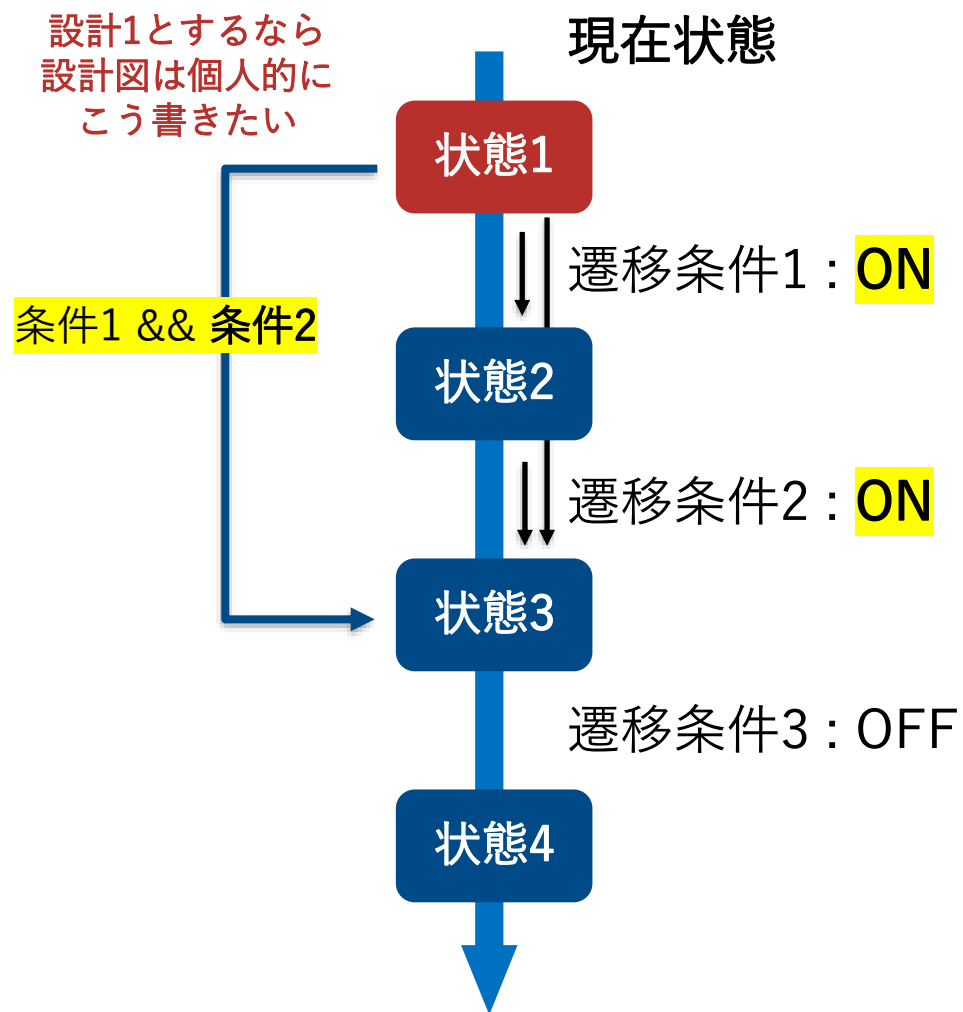 設計1とするなら
設計図は個人的に
こう書きたい
現在状態
状態1
遷移条件1：ON
条件1 && 条件2
状態2
遷移条件2：ON
状態3
遷移条件3：OFF
状態4